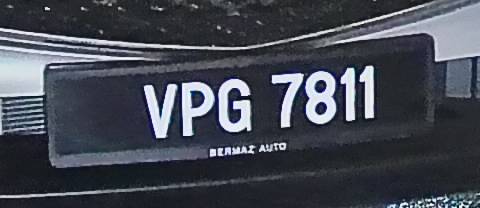 VPG 7811
BERMAZ AUTO